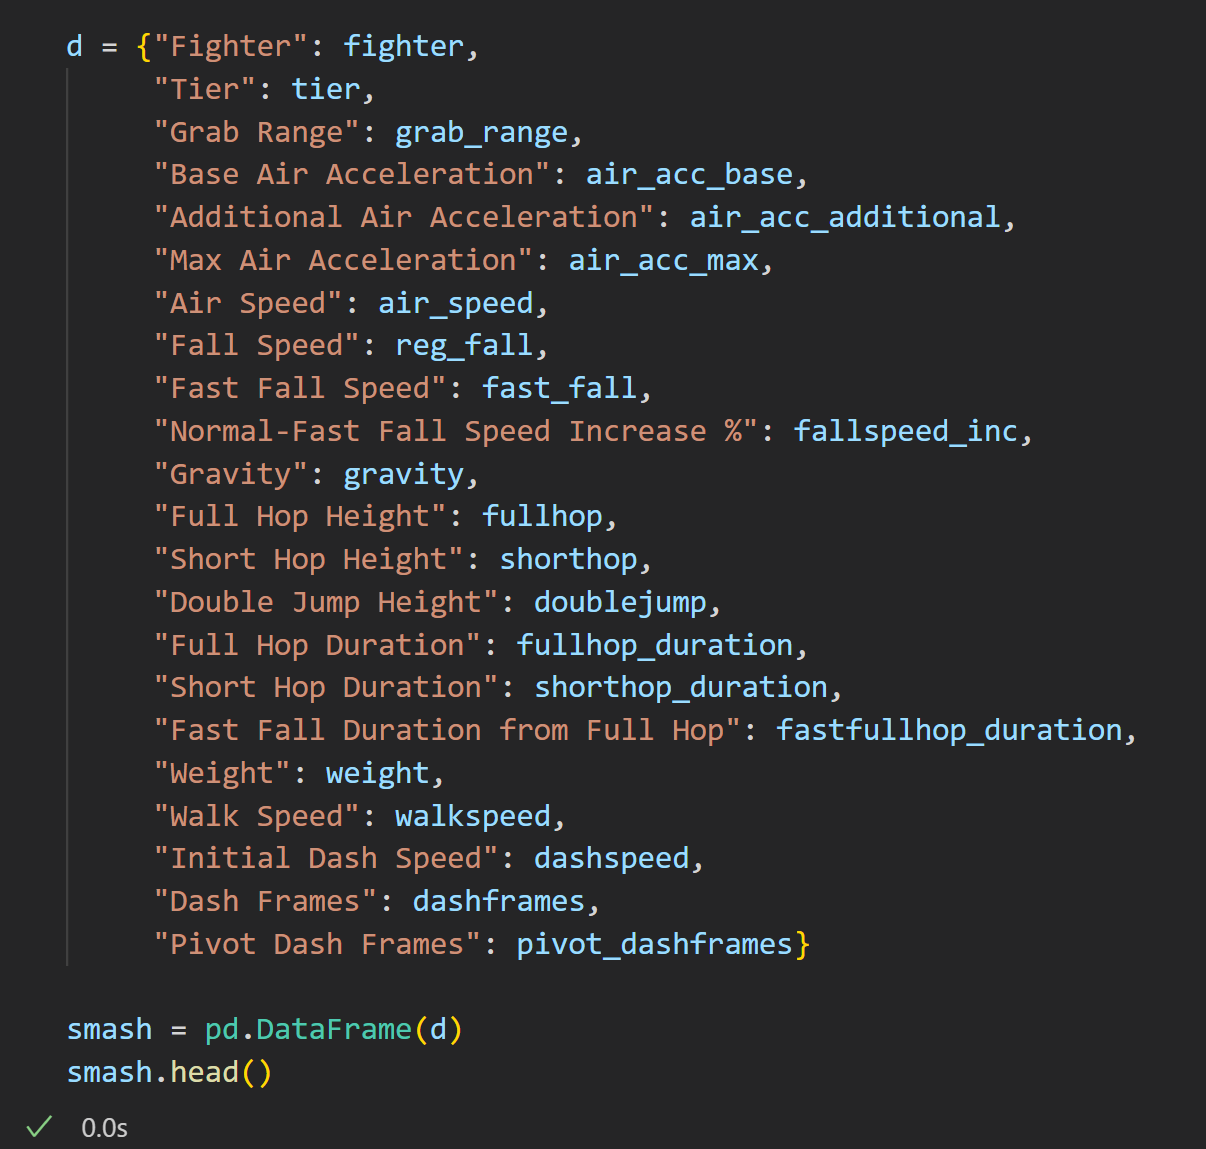 d = {"Fighter": fighter,
"Tier": tier,
"Grab Range": grab_range,
"Base Air Acceleration": air_acc_base,
"Additional Air Acceleration": air_acc_additional,
"Max Air Acceleration": air_acc_max,
"Air Speed": air_speed,
"Fall Speed": reg_fall,
"Fast Fall Speed": fast_fall,
"Normal-Fast Fall Speed Increase %": fallspeed_inc,
"Gravity": gravity,
"Full Hop Height": fullhop,
"Short Hop Height": shorthop,
"Double Jump Height": doublejump,
"Full Hop Duration": fullhop_duration,
"Short Hop Duration": shorthop_duration,
"Fast Fall Duration from Full Hop": fastfullhop_duration,
"Weight": weight,
"Walk Speed": walkspeed,
"Initial Dash Speed": dashspeed,
"Dash Frames": dashframes,
"Pivot Dash Frames": pivot_dashframes}
smash = pd.DataFrame(d)
smash.head()
0.0s